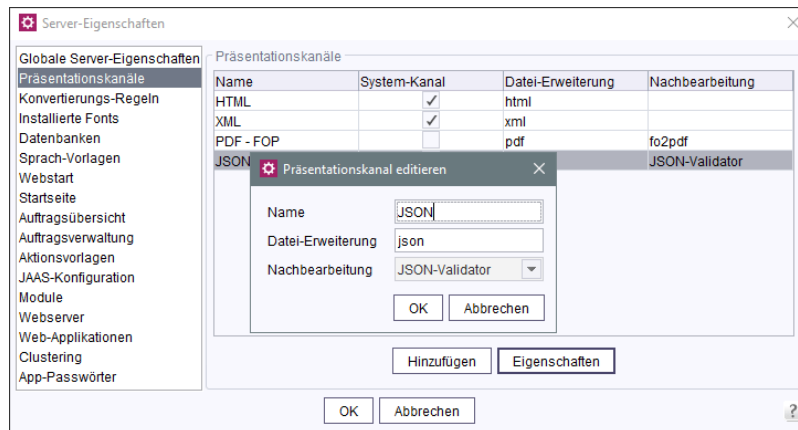 Server-Eigenschaften
Globale Server-Eigenschaften
Präsentationskanäle
Konvertierungs-Regeln
Installierte Fonts
Datenbanken
Sprach-Vorlagen
Webstart
Startseite
Auftragsübersicht
Auftragsverwaltung
Aktionsvorlagen
JAAS-Konfiguration
Module
Webserver
Web-Applikationen
Clustering
App-Passwörter
Präsentationskanäle
Name System-Kanal Datei-Erweiterung Nachbearbeitung
HTML html
XML xml
PDF - FOP pdf fo2pdf
JSON JSON-Validator
Präsentationskanal editieren
Name JSON
Datei-Erweiterung json
Nachbearbeitung JSON-Validator
OK Abbrechen
Hinzufügen Eigenschaften
OK Abbrechen
?